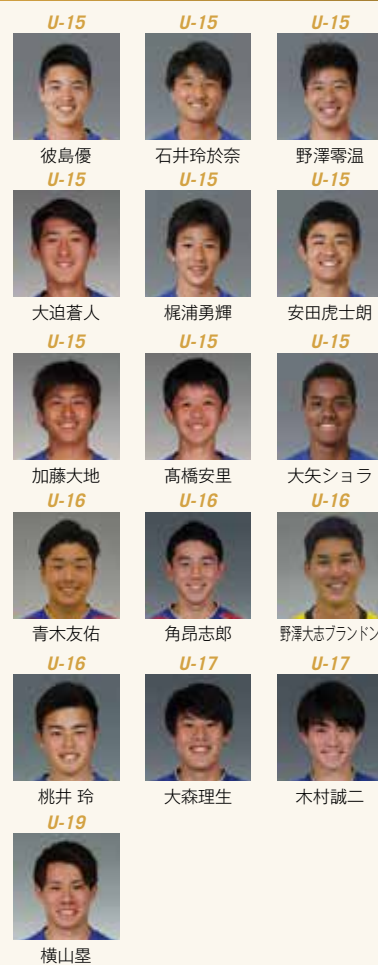 U-15 U-15 U-15
彼島優 石井玲於奈 野澤零温
U-15 U-15 U-15
大迫蒼人 梶浦勇輝 安田虎士朗
U-15 U-15 U-15
加藤大地 髙橋安里 大矢ショラ
U-16 U-16 U-16
青木友佑 角昂志郎 野澤大志ブランドン
U-16 U-17 U-17
桃井 玲 大森理生 木村誠二
U-19
横山塁